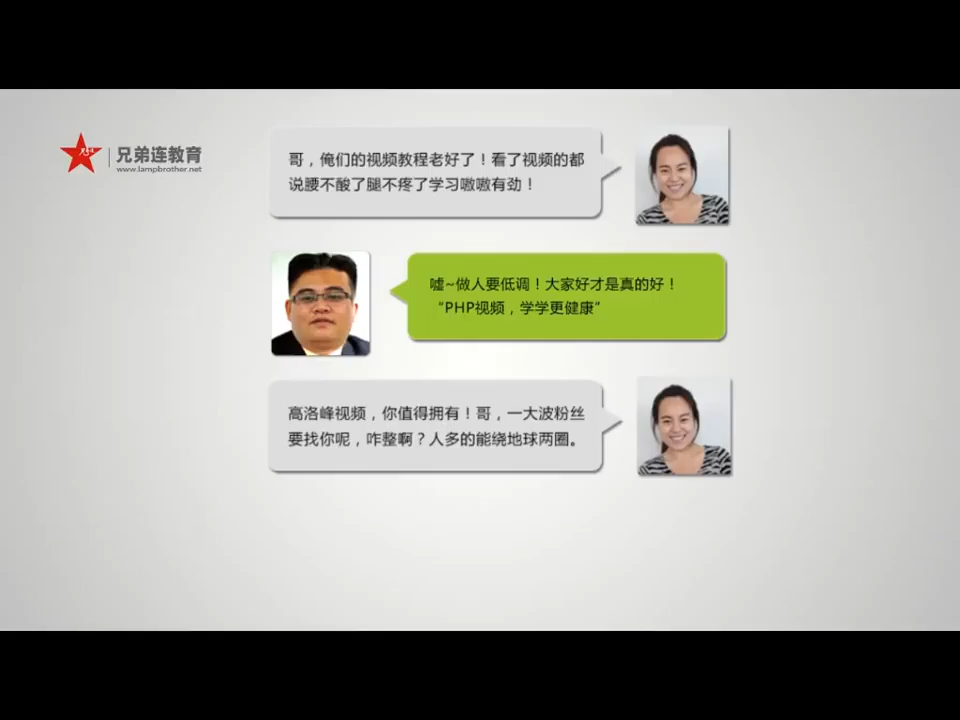 兄弟连教育
www.lampbrother.net
哥，俺们的视频教程老好了！看了视频的都
说腰不酸了腿不疼了学习嗷嗷有劲！
嘘~做人要低调！大家好才是真的好！
“PHP视频，学学更健康”
高洛峰视频，你值得拥有！哥，一大波粉丝
要找你呢，咋整啊？人多的能绕地球两圈。